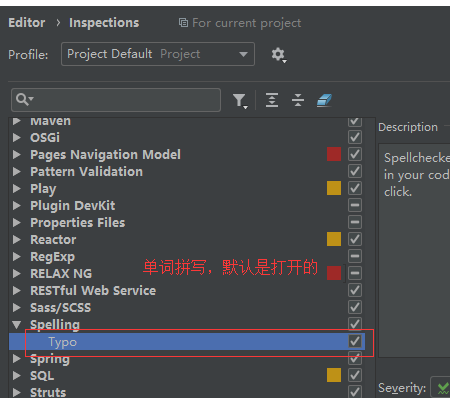 Editor › Inspections For current project
Profile: Project Default Project
Maven
OSGi
Pages Navigation Model
Pattern Validation
Play
Plugin DevKit
Properties Files
Reactor
RegExp
RELAX NG
RESTful Web Service
Sass/SCSS
Spelling
Typo
Spring
SQL
Struts
单词拼写，默认是打开的
Description
Spellchecke
in your cod
click.
Severity: